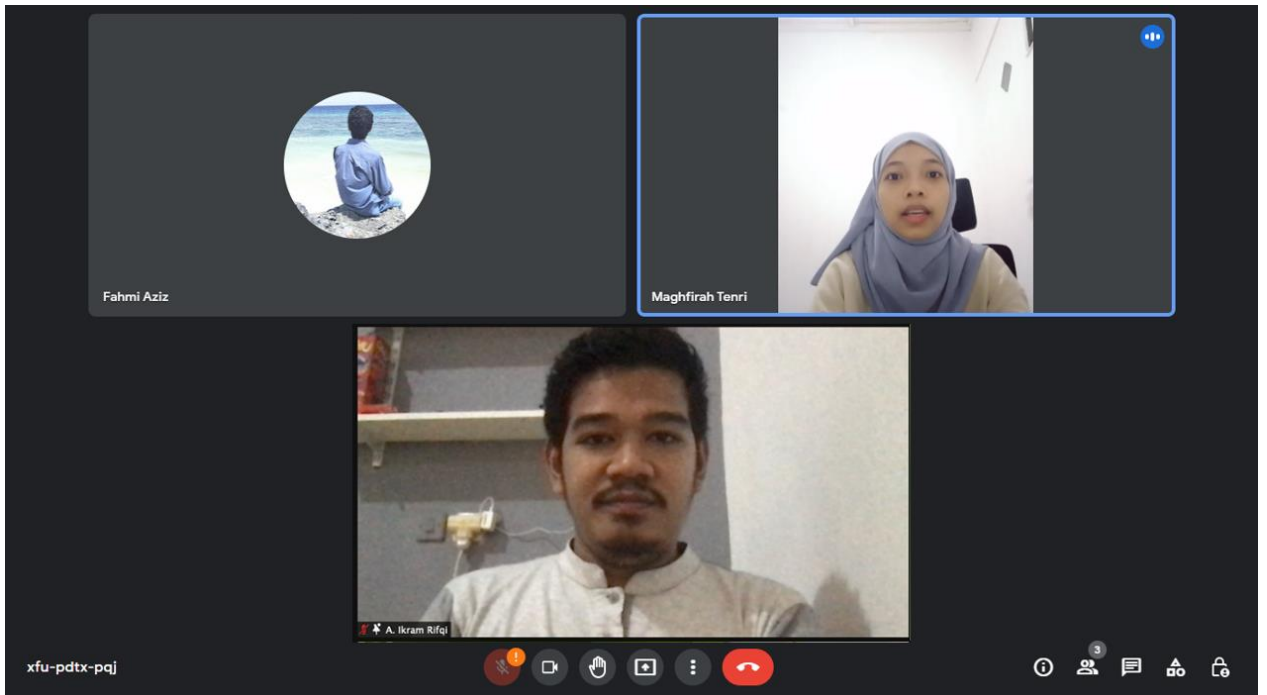 Fahmi Aziz
Maghfirah Tenri
A. Ikram Rifqi
xfu-pdtx-pqj
!
3